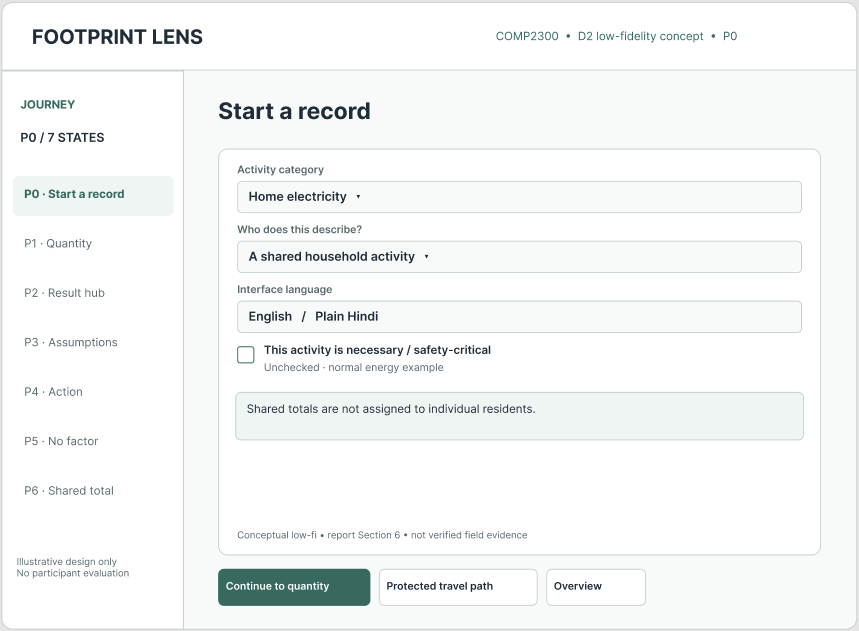 FOOTPRINT LENS
COMP2300 • D2 low-fidelity concept • P0
JOURNEY
P0 / 7 STATES
P0 · Start a record
P1 · Quantity
P2 · Result hub
P3 · Assumptions
P4 · Action
P5 · No factor
P6 · Shared total
Illustrative design only
No participant evaluation
Start a record
Activity category
Home electricity ▾
Who does this describe?
A shared household activity ▾
Interface language
English / Plain Hindi
This activity is necessary / safety-critical
Unchecked · normal energy example
Shared totals are not assigned to individual residents.
Conceptual low-fi • report Section 6 • not verified field evidence
Continue to quantity
Protected travel path
Overview